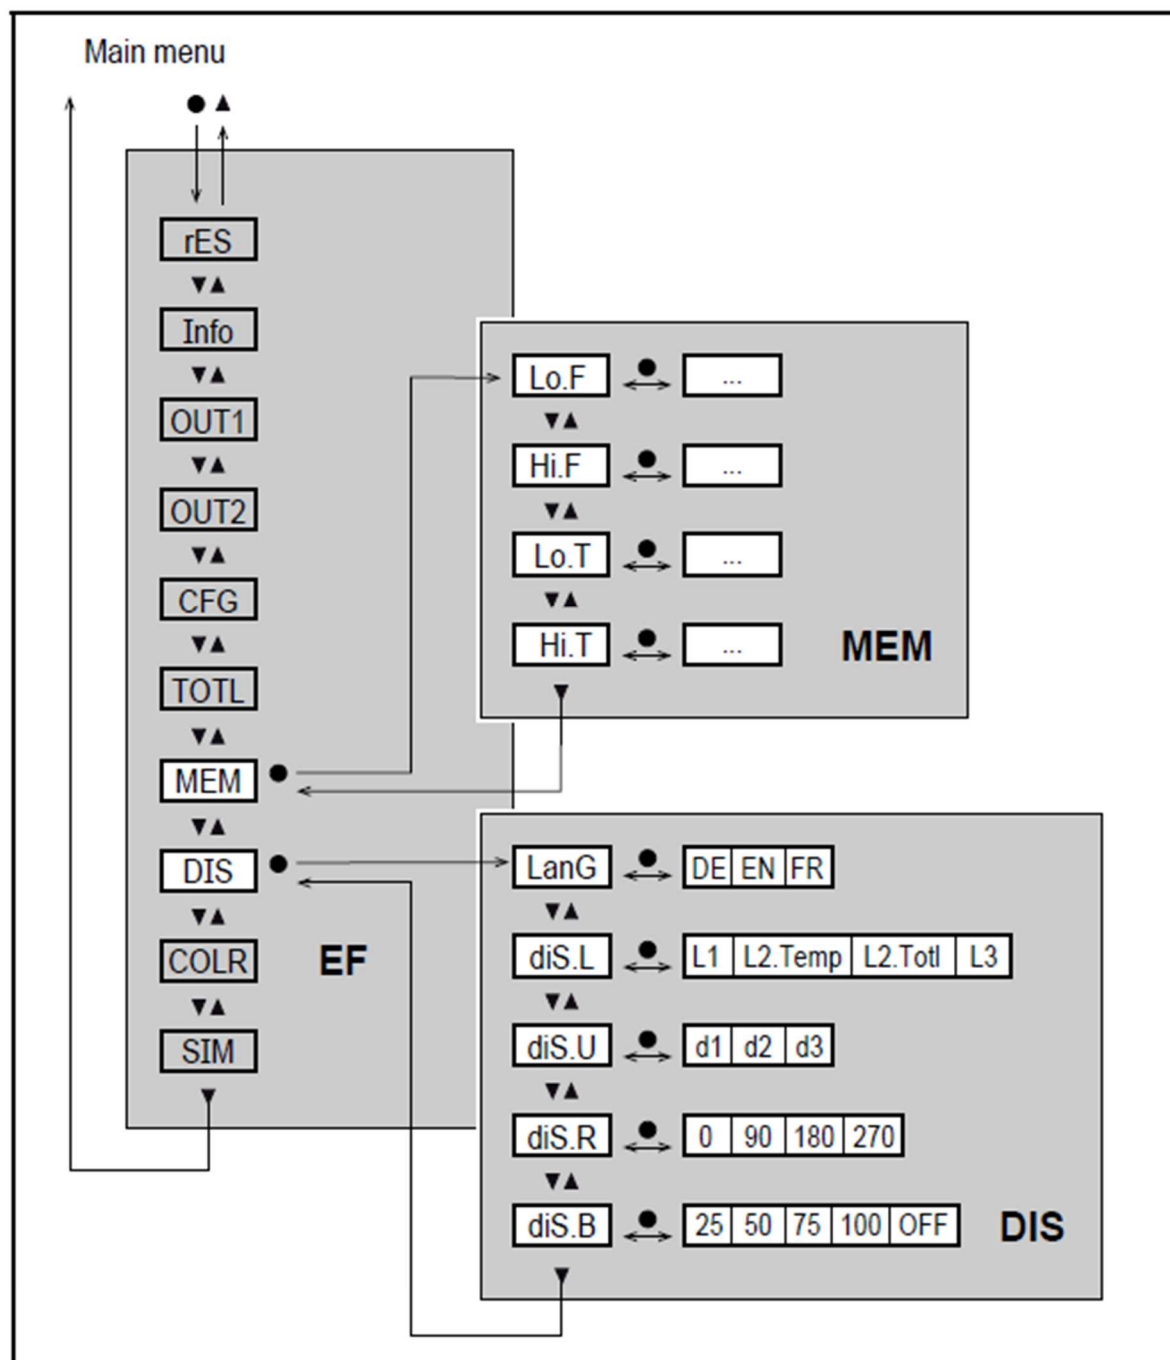 Main menu
rES
Info
OUT1
OUT2
CFG
TOTL
MEM
DIS
COLR
SIM
EF
Lo.F ...
Hi.F ...
Lo.T ...
Hi.T ...
MEM
LanG DE EN FR
diS.L L1 L2.Temp L2.Totl L3
diS.U d1 d2 d3
diS.R 0 90 180 270
diS.B 25 50 75 100 OFF
DIS